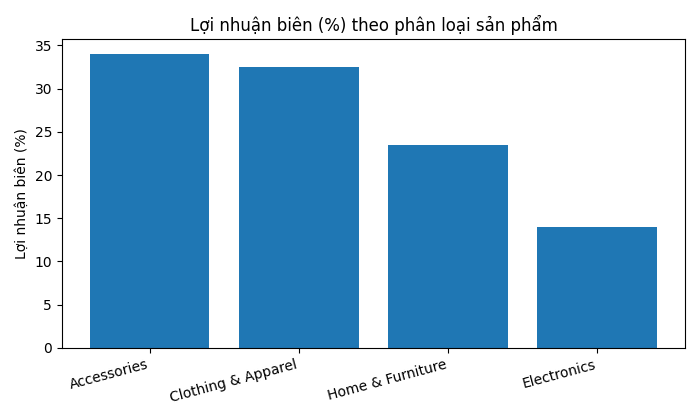 Lợi nhuận biên (%) theo phân loại sản phẩm
Lợi nhuận biên (%)
35
30
25
20
15
10
5
0
Accessories
Clothing & Apparel
Home & Furniture
Electronics